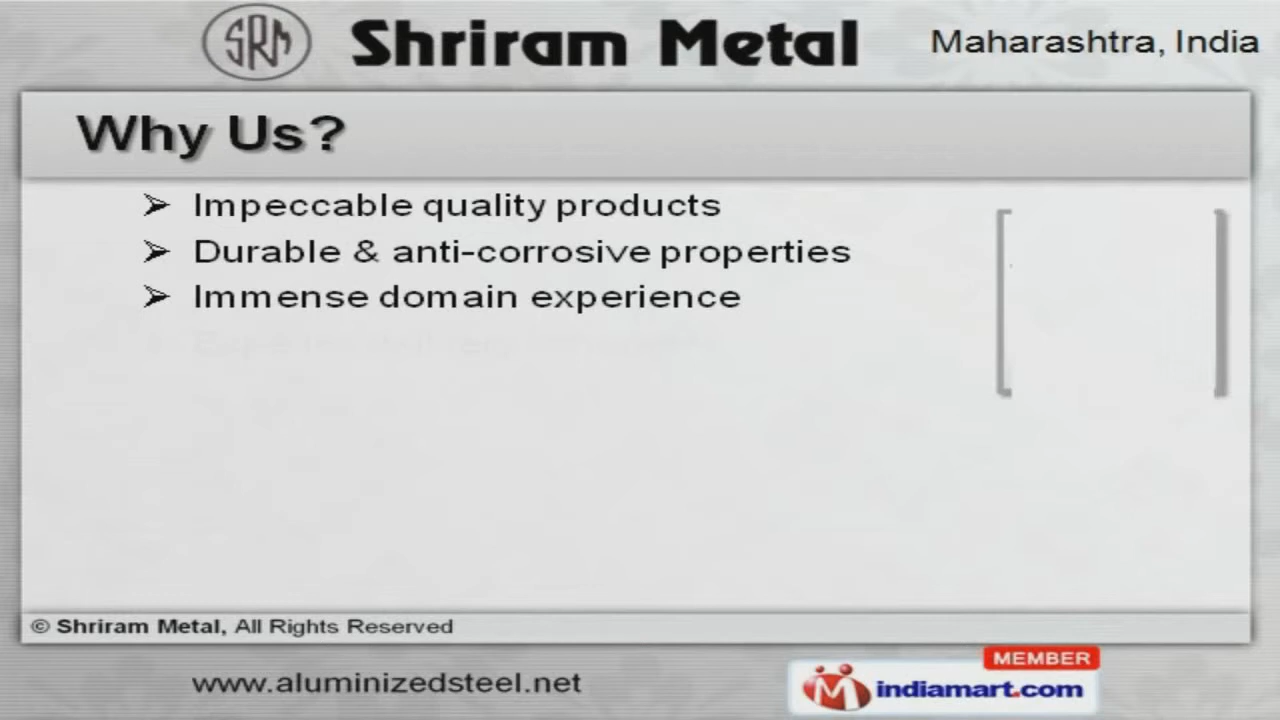 SRM
Shriram Metal
Maharashtra, India
Why Us?
➢ Impeccable quality products
➢ Durable & anti-corrosive properties
➢ Immense domain experience
© Shriram Metal, All Rights Reserved
www.aluminizedsteel.net
MEMBER
indiamart.com